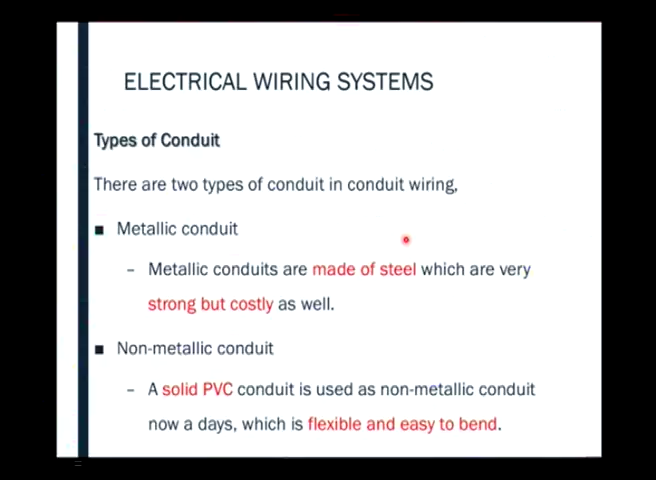 ELECTRICAL WIRING SYSTEMS
Types of Conduit
There are two types of conduit in conduit wiring.
■ Metallic conduit
– Metallic conduits are made of steel which are very
strong but costly as well.
■ Non-metallic conduit
– A solid PVC conduit is used as non-metallic conduit
now a days, which is flexible and easy to bend.